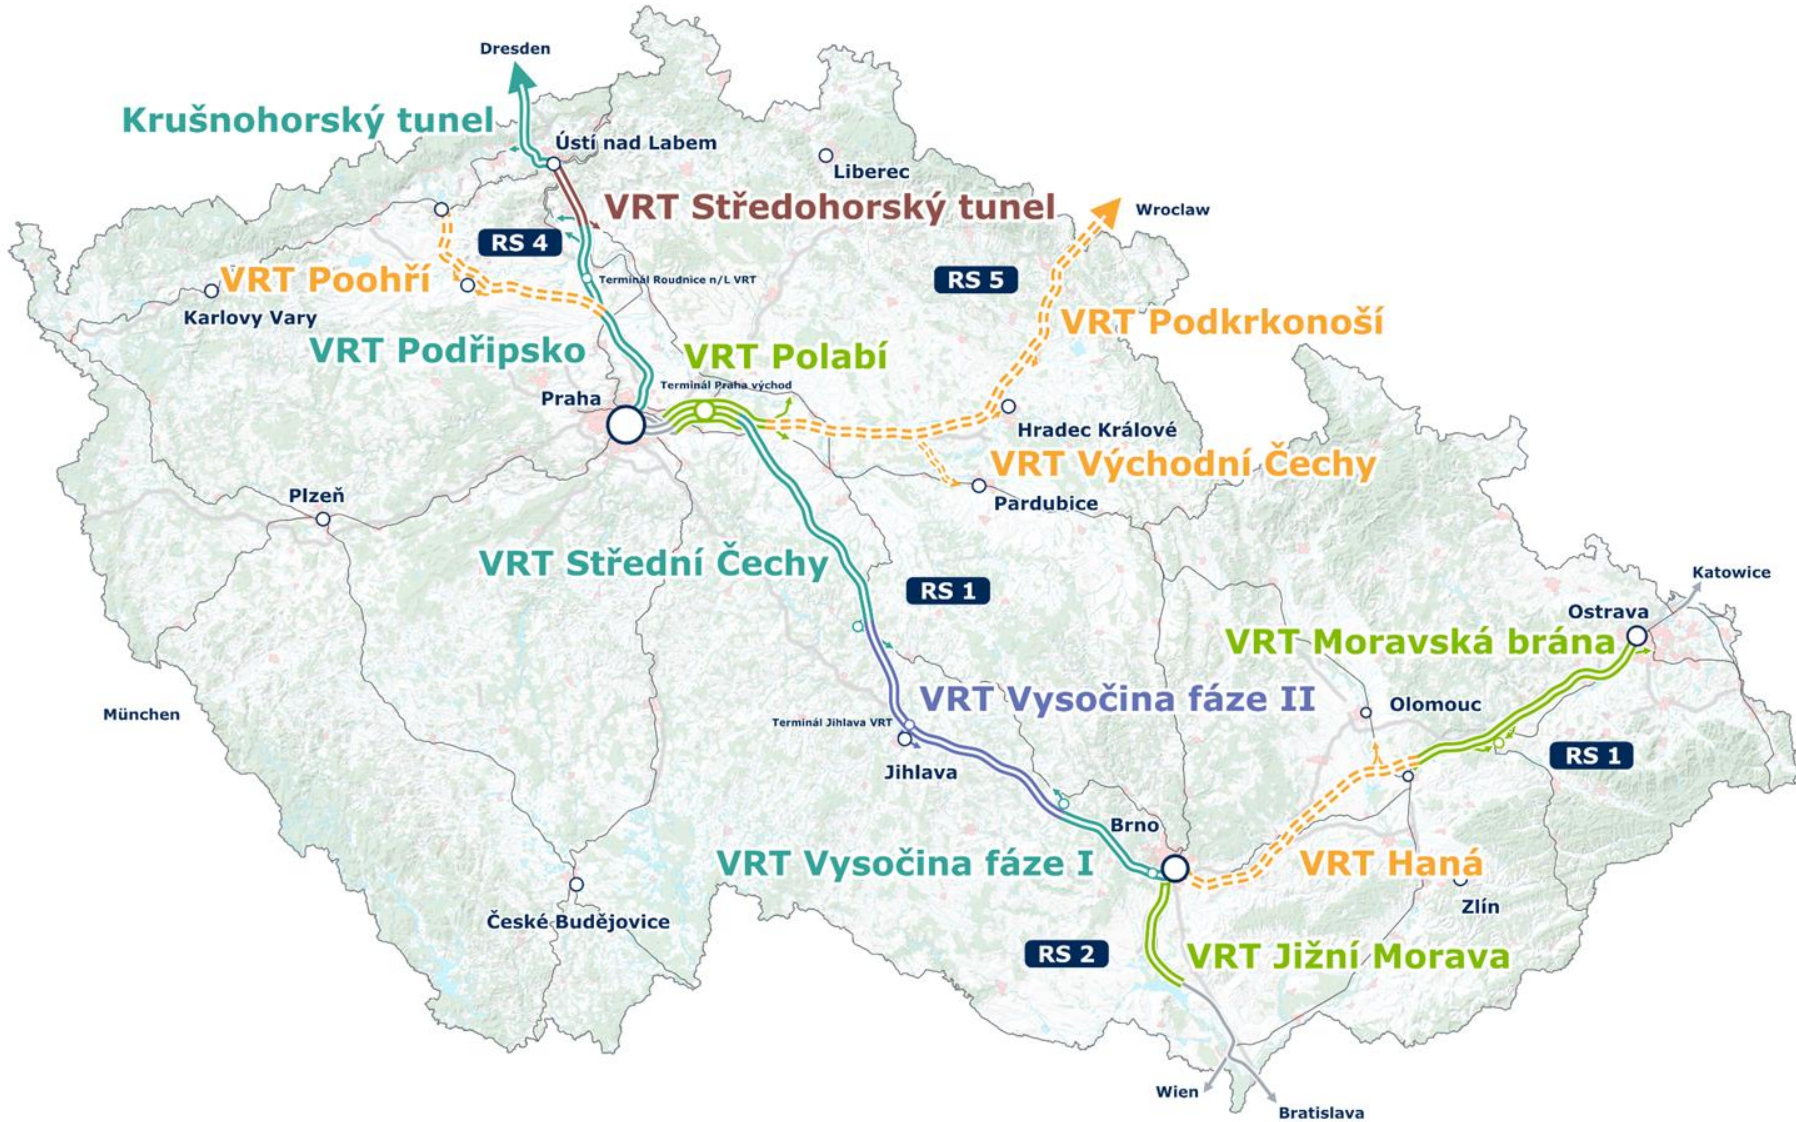 Dresden
Krušnohorský tunel
Ústí nad Labem
Liberec
VRT Středohorský tunel
Wroclaw
RS 4
RS 5
VRT Poohří
Terminál Roudnice n/L VRT
Karlovy Vary
VRT Podkrkonoší
VRT Podřipsko
VRT Polabí
Terminál Praha východ
Praha
Hradec Králové
VRT Východní Čechy
Plzeň
Pardubice
VRT Střední Čechy
RS 1
Katowice
Ostrava
VRT Moravská brána
VRT Vysočina fáze II
Olomouc
München
Terminál Jihlava VRT
RS 1
Jihlava
Brno
VRT Vysočina fáze I
VRT Haná
Zlín
České Budějovice
RS 2
VRT Jižní Morava
Wien
Bratislava